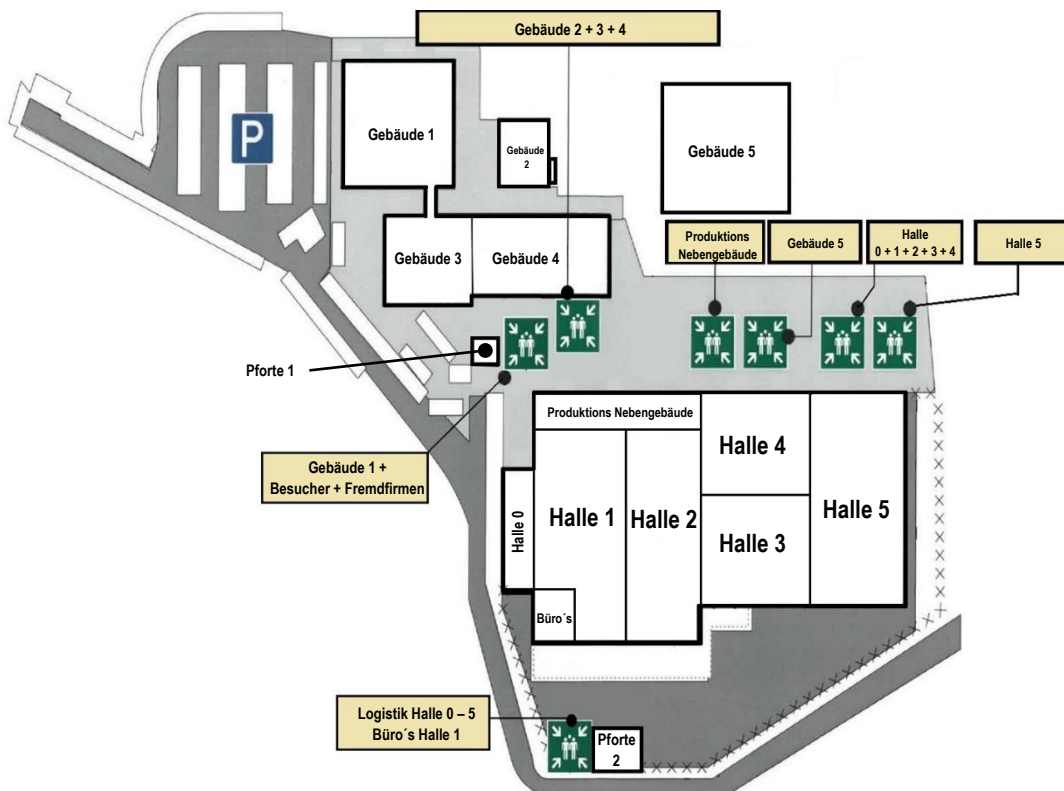 Gebäude 2 + 3 + 4
Gebäude 1
Gebäude
2
Gebäude 5
P
Gebäude 3
Gebäude 4
Produktions
Nebengebäude
Gebäude 5
Halle
0 + 1 + 2 + 3 + 4
Halle 5
Pforte 1
Gebäude 1 +
Besucher + Fremdfirmen
Produktions Nebengebäude
Halle 0
Halle 1
Halle 2
Halle 4
Halle 3
Halle 5
Büro´s
Logistik Halle 0 – 5
Büro´s Halle 1
Pforte
2